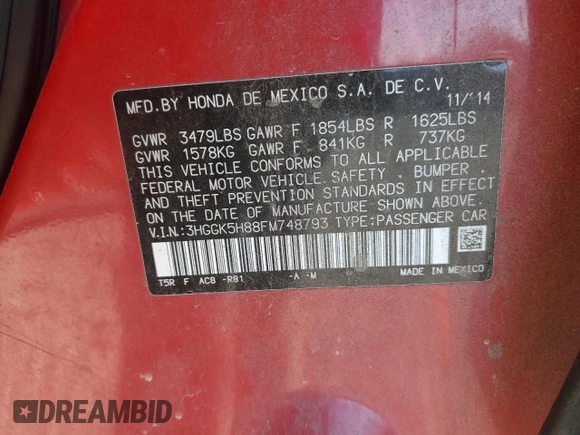 MFD.BY HONDA DE MEXICO S.A. DE C.V.
11/'14
GVWR 3479LBS GAWR F 1854LBS R 1625LBS
GVWR 1578KG GAWR F 841KG R 737KG
THIS VEHICLE CONFORMS TO ALL APPLICABLE
FEDERAL MOTOR VEHICLE SAFETY , BUMPER ,
AND THEFT PREVENTION STANDARDS IN EFFECT
ON THE DATE OF MANUFACTURE SHOWN ABOVE.
V.I.N.:3HGGK5H88FM748793 TYPE:PASSENGER CAR
T5R F AC8 -R81 -A -M MADE IN MEXICO
DREAMBID